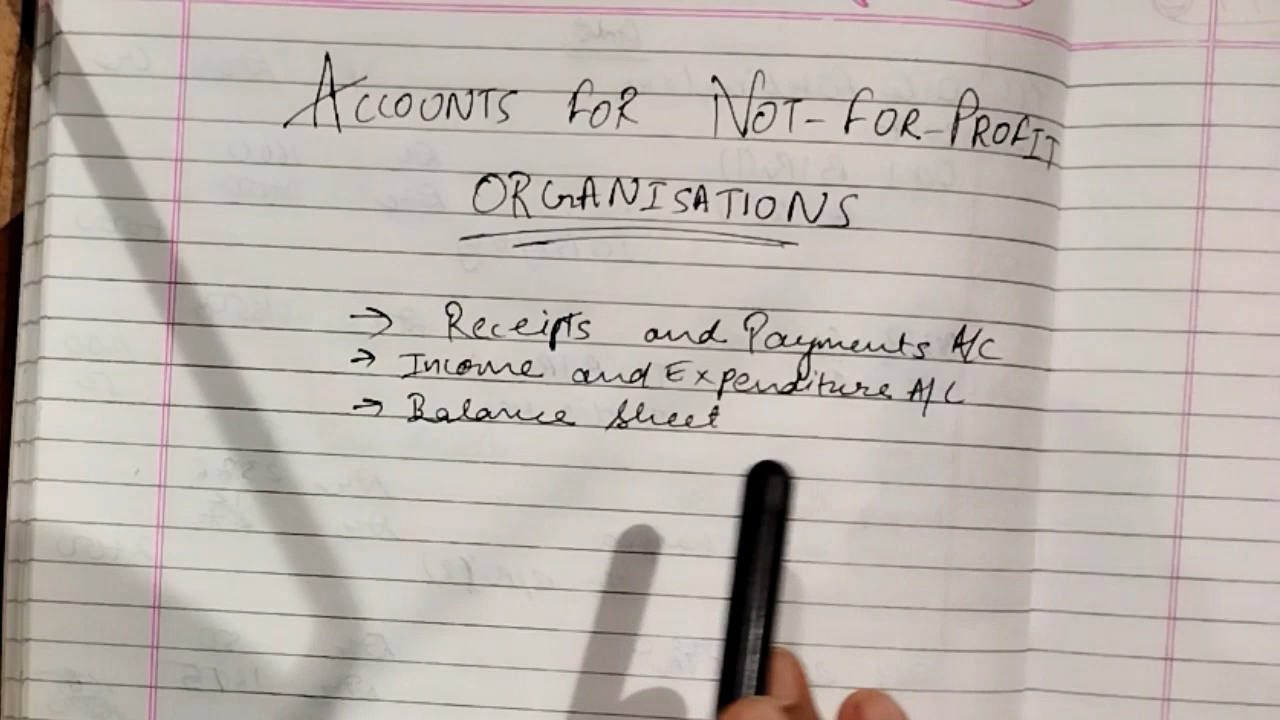 ACCOUNTS FOR NOT-FOR-PROFIT
ORGANISATIONS
→ Receipts and Payments A/C
→ Income and Expenditure A/C
→ Balance Sheet